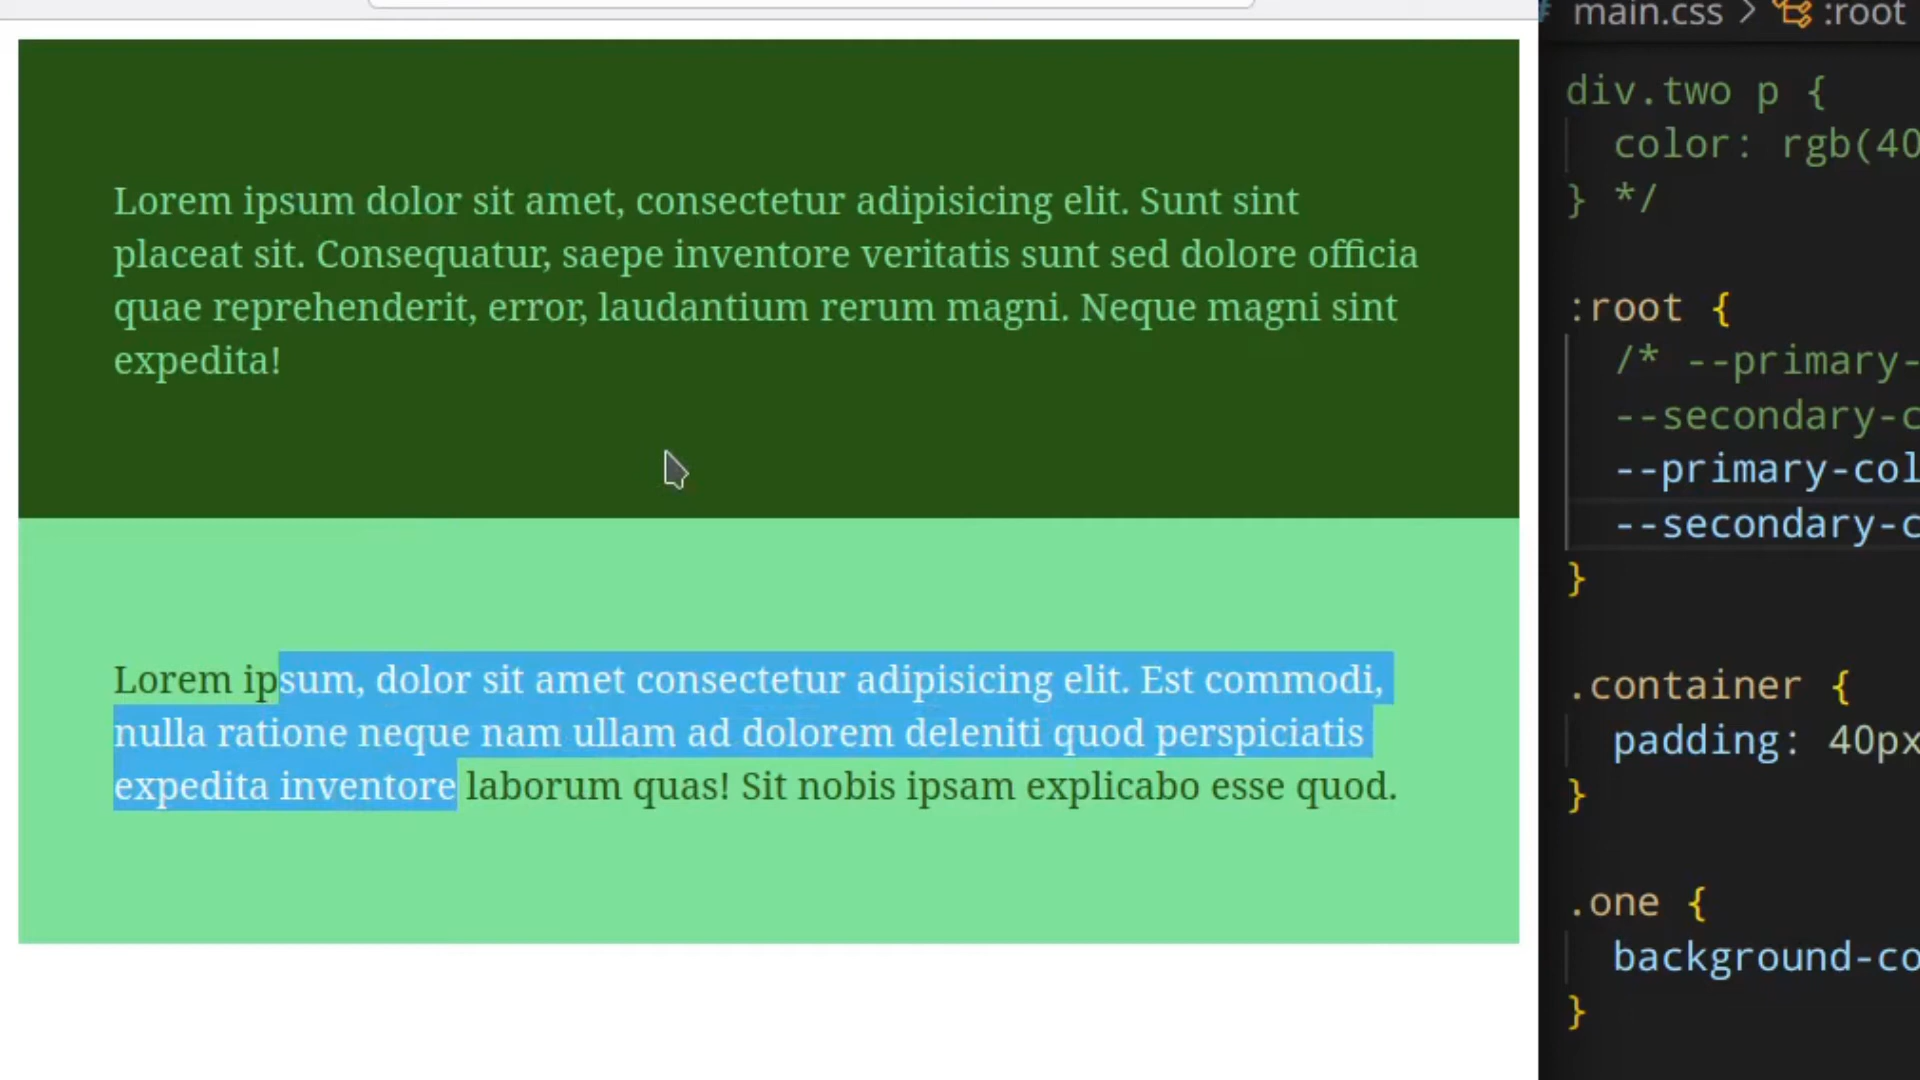 Lorem ipsum dolor sit amet, consectetur adipisicing elit. Sunt sint
placeat sit. Consequatur, saepe inventore veritatis sunt sed dolore officia
quae reprehenderit, error, laudantium rerum magni. Neque magni sint
expedita!
Lorem ipsum, dolor sit amet consectetur adipisicing elit. Est commodi,
nulla ratione neque nam ullam ad dolorem deleniti quod perspiciatis
expedita inventore laborum quas! Sit nobis ipsam explicabo esse quod.
main.css > :root
div.two p {
color: rgb(40
} */
:root {
/* --primary-
--secondary-c
--primary-col
--secondary-c
}
.container {
padding: 40px
}
.one {
background-co
}